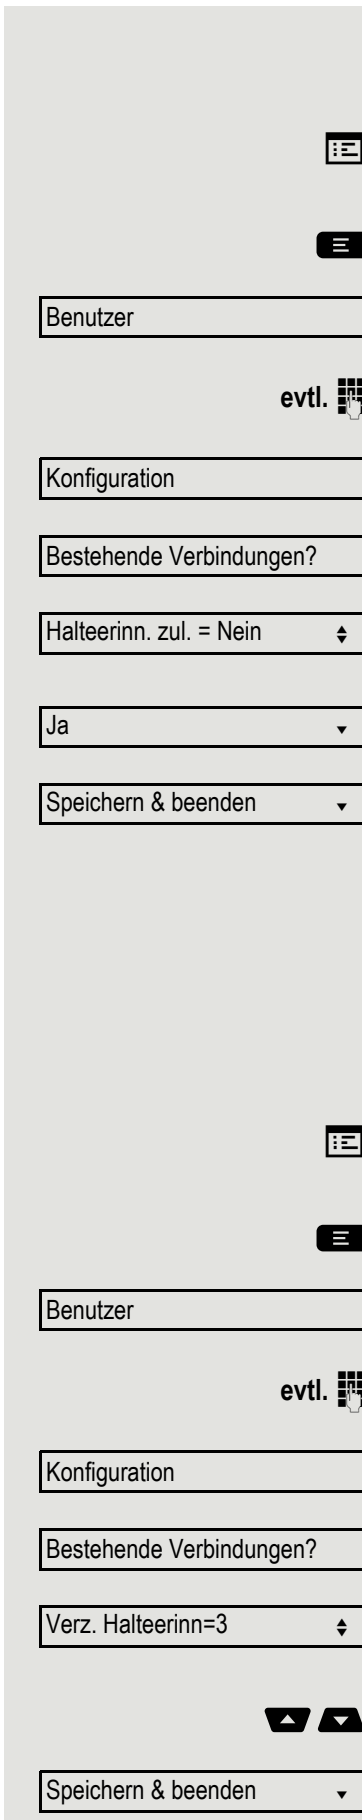 Benutzer
evtl.
Konfiguration
Bestehende Verbindungen?
Halteerinn. zul. = Nein
Ja
Speichern & beenden
Benutzer
evtl.
Konfiguration
Bestehende Verbindungen?
Verz. Halteerinn=3
Speichern & beenden